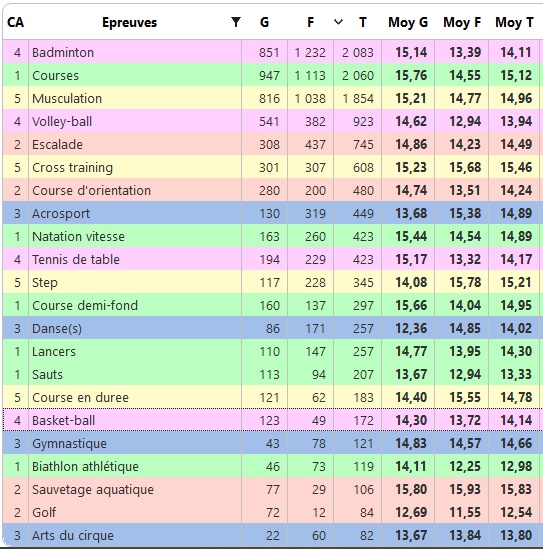 CA Epreuves G F T Moy G Moy F Moy T
4 Badminton 851 1 232 2 083 15,14 13,39 14,11
1 Courses 947 1 113 2 060 15,76 14,55 15,12
5 Musculation 816 1 038 1 854 15,21 14,77 14,96
4 Volley-ball 541 382 923 14,62 12,94 13,94
2 Escalade 308 437 745 14,86 14,23 14,49
5 Cross training 301 307 608 15,23 15,68 15,46
2 Course d'orientation 280 200 480 14,74 13,51 14,24
3 Acrosport 130 319 449 13,68 15,38 14,89
1 Natation vitesse 163 260 423 15,44 14,54 14,89
4 Tennis de table 194 229 423 15,17 13,32 14,17
5 Step 117 228 345 14,08 15,78 15,21
1 Course demi-fond 160 137 297 15,66 14,04 14,95
3 Danse(s) 86 171 257 12,36 14,85 14,02
1 Lancers 110 147 257 14,77 13,95 14,30
1 Sauts 113 94 207 13,67 12,94 13,33
5 Course en duree 121 62 183 14,40 15,55 14,78
4 Basket-ball 123 49 172 14,30 13,72 14,14
3 Gymnastique 43 78 121 14,83 14,57 14,66
1 Biathlon athlétique 46 73 119 14,11 12,25 12,98
2 Sauvetage aquatique 77 29 106 15,80 15,93 15,83
2 Golf 72 12 84 12,69 11,55 12,54
3 Arts du cirque 22 60 82 13,67 13,84 13,80